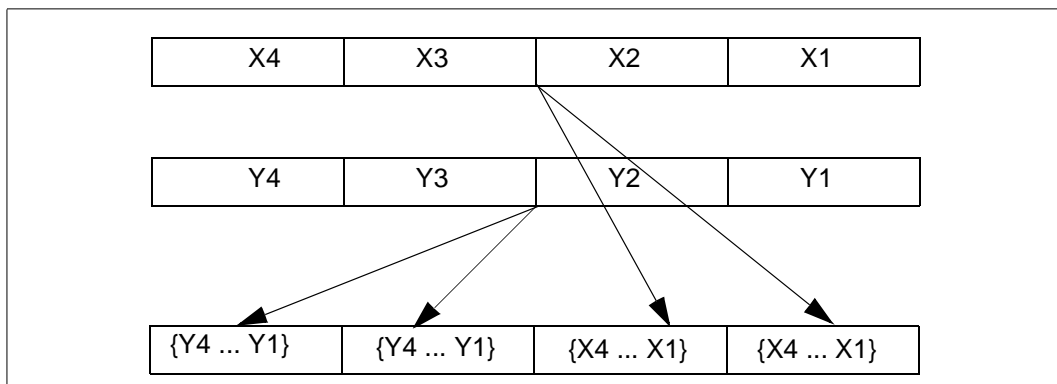 X4 X3 X2 X1
Y4 Y3 Y2 Y1
{Y4 ... Y1} {Y4 ... Y1} {X4 ... X1} {X4 ... X1}